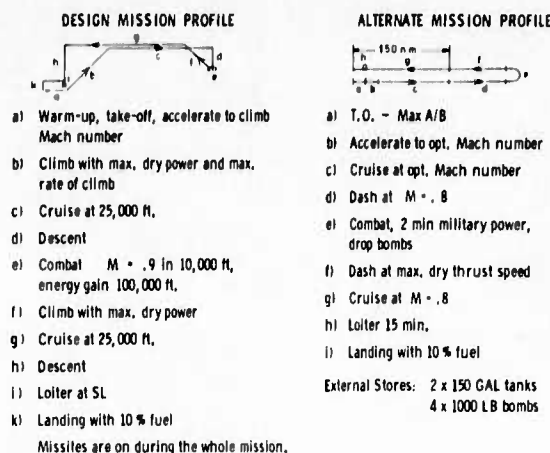 DESIGN MISSION PROFILE
h
g
c
f
d
e
k
i
b
a
a) Warm-up, take-off, accelerate to climb
Mach number
b) Climb with max. dry power and max.
rate of climb
c) Cruise at 25,000 ft.
d) Descent
e) Combat M = .9 in 10,000 ft,
energy gain 100,000 ft.
f) Climb with max. dry power
g) Cruise at 25,000 ft.
h) Descent
i) Loiter at SL
k) Landing with 10 % fuel
Missiles are on during the whole mission.
ALTERNATE MISSION PROFILE
150 nm
h
g
f
e
a
b
c
d
a) T.O. - Max A/B
b) Accelerate to opt. Mach number
c) Cruise at opt. Mach number
d) Dash at M = . 8
e) Combat, 2 min military power,
drop bombs
f) Dash at max. dry thrust speed
g) Cruise at M = .8
h) Loiter 15 min.
i) Landing with 10 % fuel
External Stores: 2 x 150 GAL tanks
4 x 1000 LB bombs